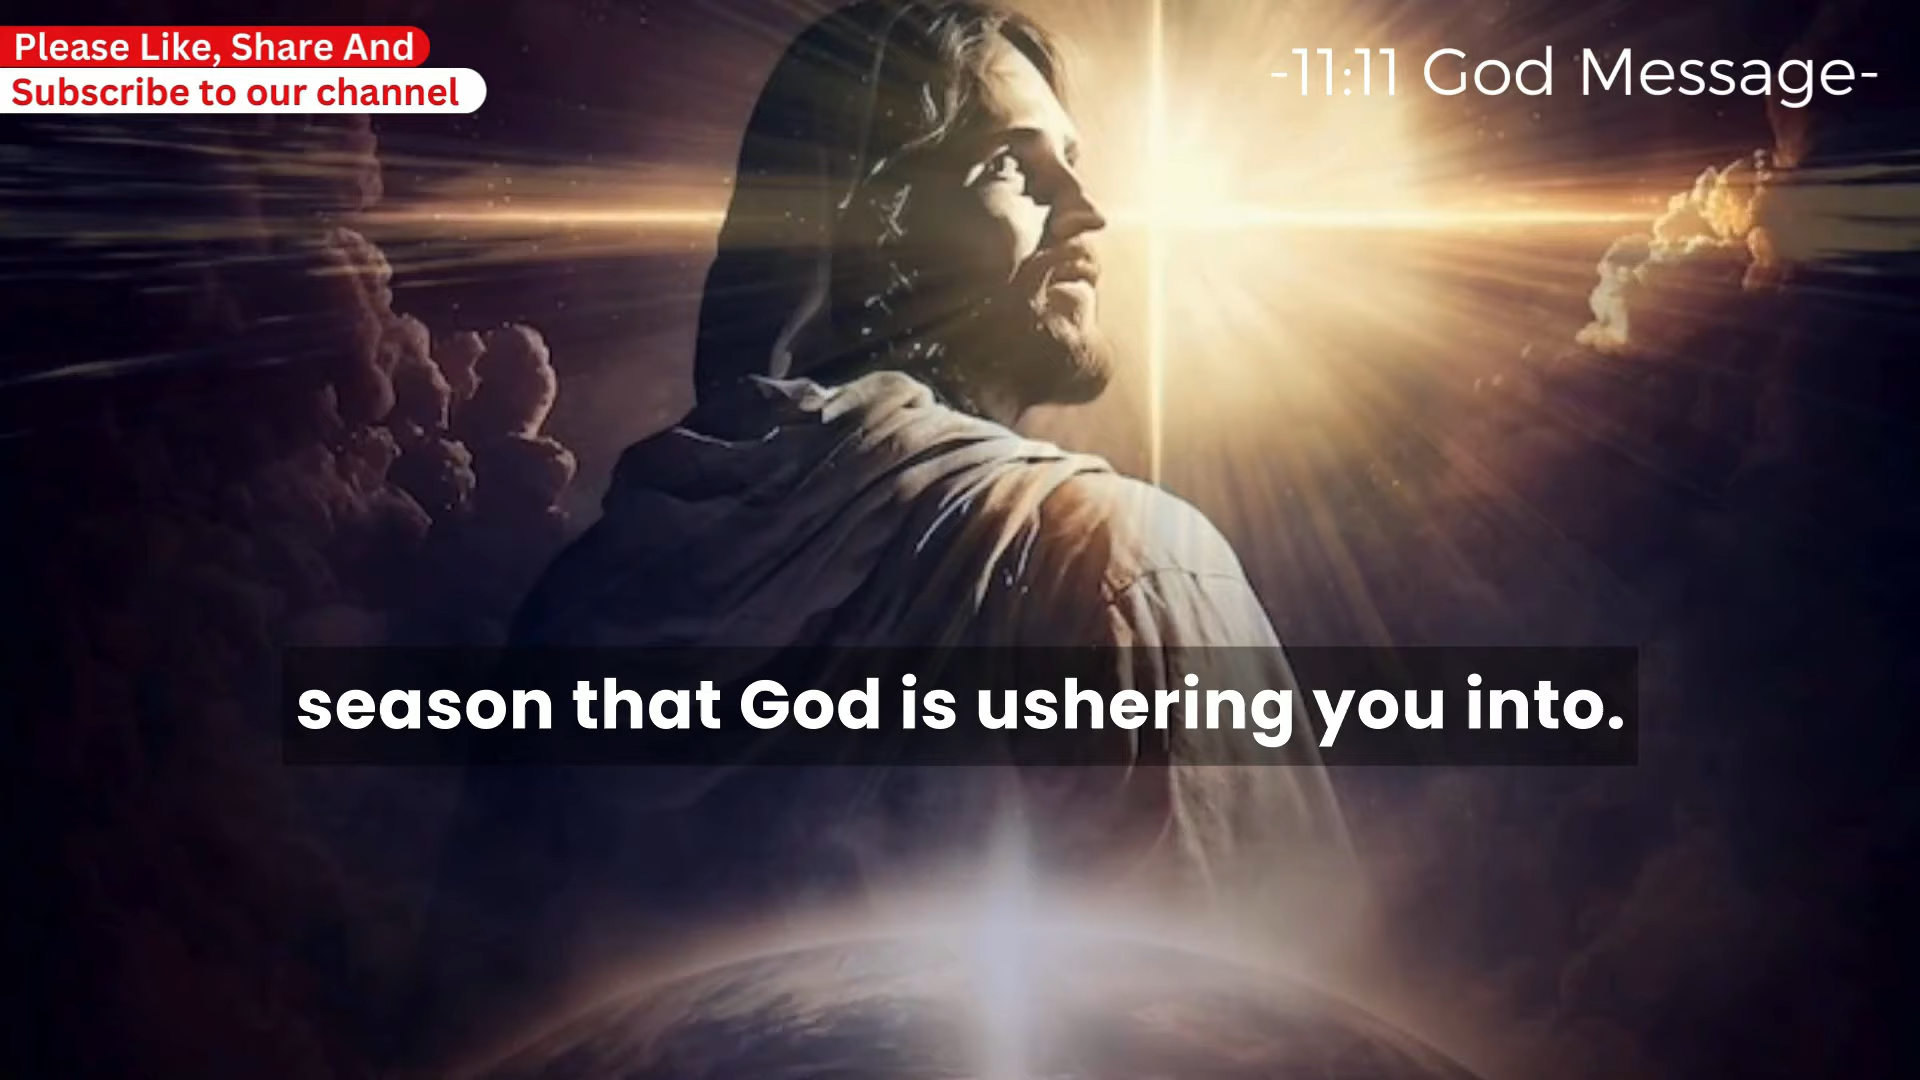 Please Like, Share And
Subscribe to our channel
-11:11 God Message-
season that God is ushering you into.